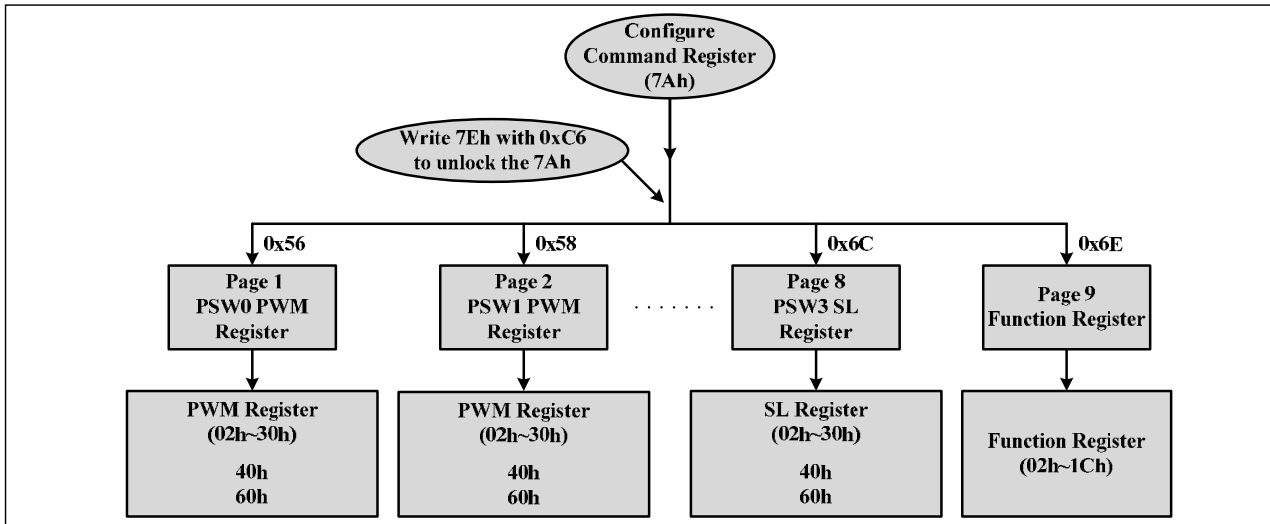 Configure
Command Register
(7Ah)
Write 7Eh with 0xC6
to unlock the 7Ah
0x56
0x58
0x6C
0x6E
Page 1
PSW0 PWM
Register
Page 2
PSW1 PWM
Register
. . . . . . .
Page 8
PSW3 SL
Register
Page 9
Function Register
PWM Register
(02h~30h)
40h
60h
PWM Register
(02h~30h)
40h
60h
SL Register
(02h~30h)
40h
60h
Function Register
(02h~1Ch)